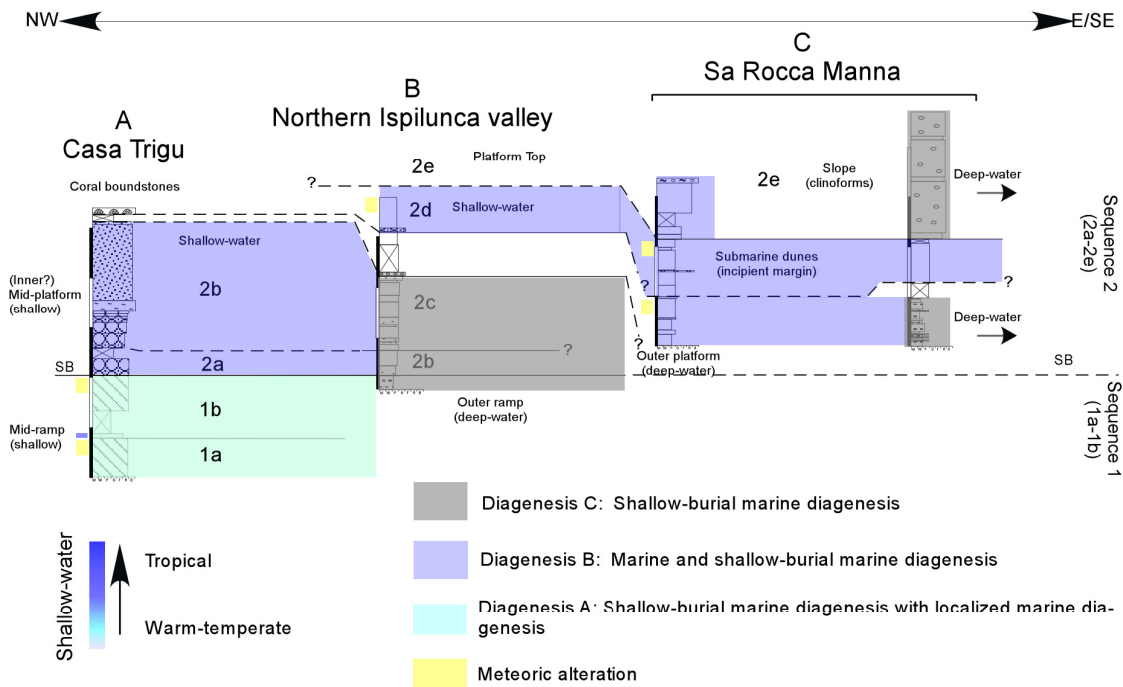 NW
E/SE
A
Casa Trigu
B
Northern Ispilunca valley
C
Sa Rocca Manna
Coral boundstones
2e
Platform Top
?
2d
Shallow-water
2e
Slope
(clinoforms)
Deep-water
Shallow-water
(Inner?)
Mid-platform
(shallow)
2b
2a
2c
2b
?
?
?
Submarine dunes
(incipient margin)
?
Deep-water
Outer platform
(deep-water)
Sequence 2
(2a-2e)
SB
SB
Mid-ramp
(shallow)
1b
1a
Outer ramp
(deep-water)
Sequence 1
(1a-1b)
Shallow-water
Tropical
Warm-temperate
Diagenesis C: Shallow-burial marine diagenesis
Diagenesis B: Marine and shallow-burial marine diagenesis
Diagenesis A: Shallow-burial marine diagenesis with localized marine dia-
genesis
Meteoric alteration